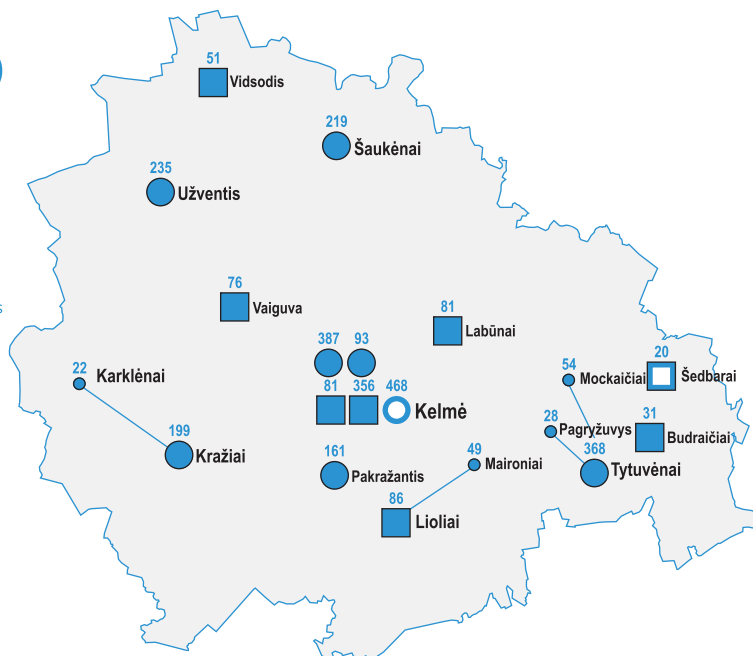 51
Vidsodis
219
Šaukėnai
235
Užventis
76
Vaiguva
81
Labūnai
387 93
81 356 468
Kelmė
22
Karklėnai
199
Kražiai
161
Pakražantis
49
Maironiai
86
Lioliai
54
Mockaičiai
20
Šedbarai
28
Pagryžuvys
31
Budraičiai
368
Tytuvėnai
s